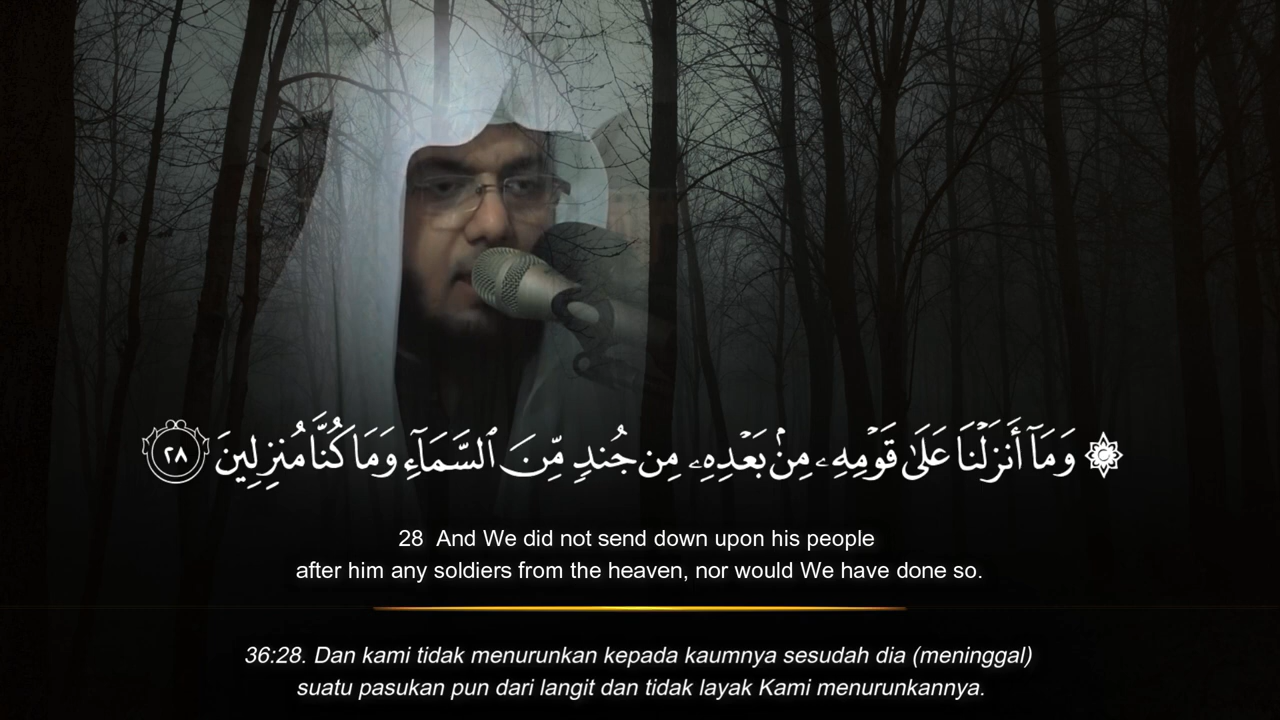 ۞ وَمَآ أَنزَلْنَا عَلَىٰ قَوْمِهِۦ مِنۢ بَعْدِهِۦ مِن جُندٍ مِّنَ ٱلسَّمَآءِ وَمَا كُنَّا مُنزِلِينَ ٢٨
28 And We did not send down upon his people
after him any soldiers from the heaven, nor would We have done so.
36:28. Dan kami tidak menurunkan kepada kaumnya sesudah dia (meninggal)
suatu pasukan pun dari langit dan tidak layak Kami menurunkannya.